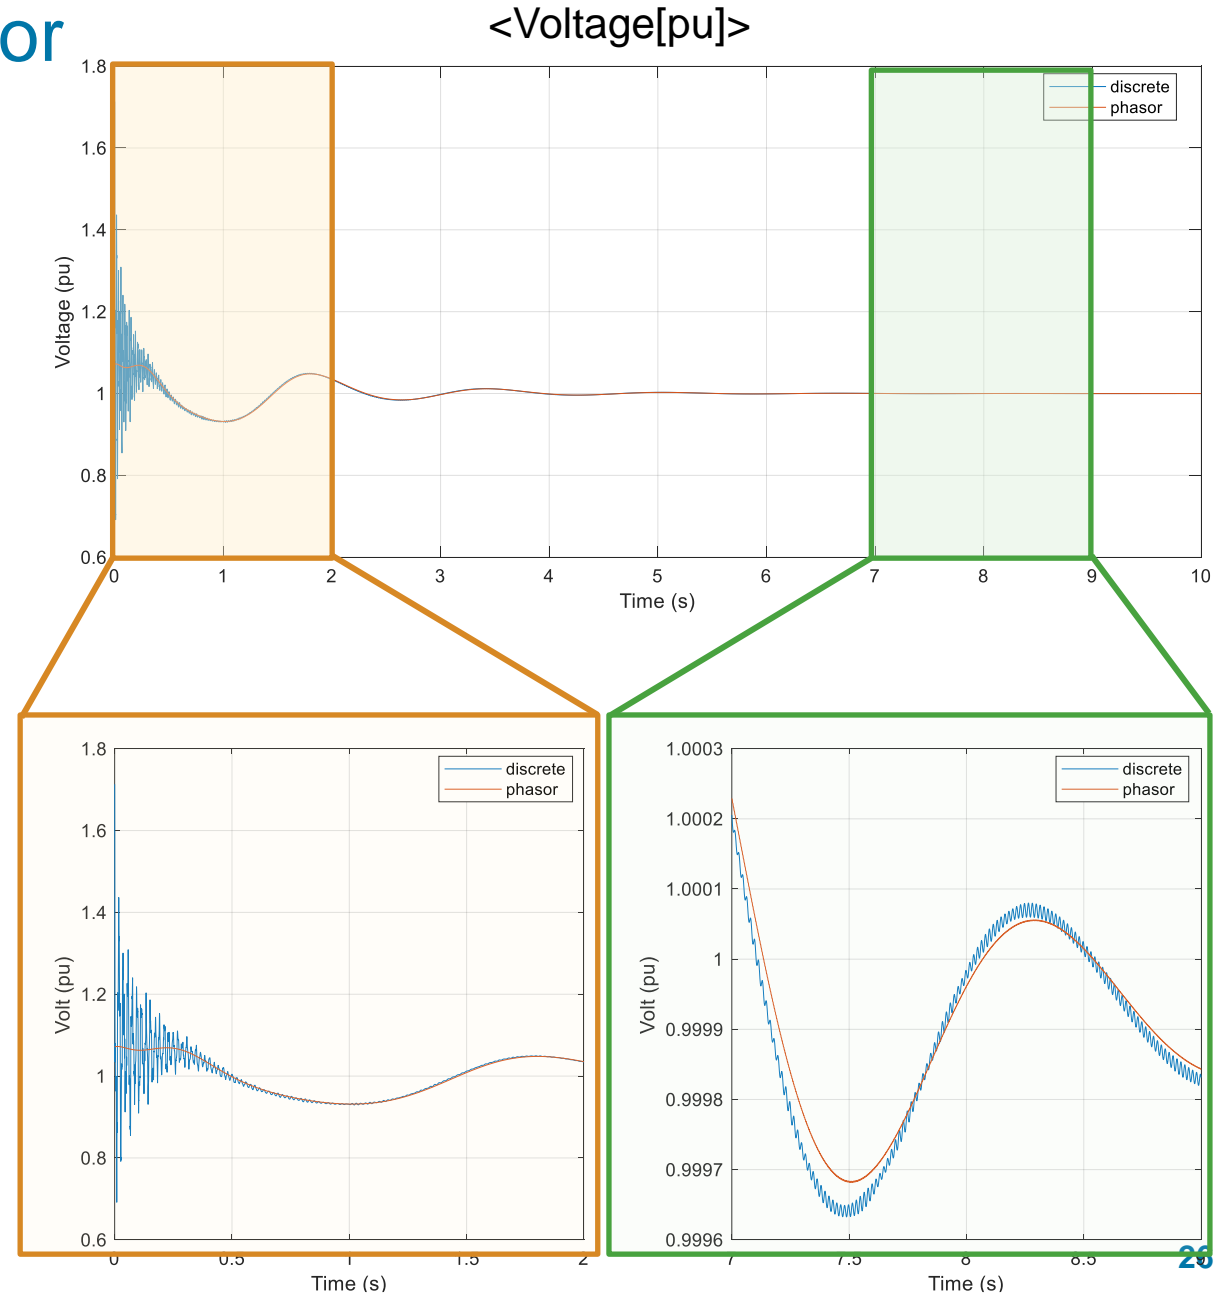 or
<Voltage[pu]>
1.8
1.6
1.4
1.2
1
0.8
0.6
Voltage (pu)
discrete
phasor
0 1 2 3 4 5 6 7 8 9 10
Time (s)
1.8
1.6
1.4
1.2
1
0.8
0.6
Volt (pu)
discrete
phasor
0 0.5 1 1.5 2
Time (s)
1.0003
1.0002
1.0001
1
0.9999
0.9998
0.9997
0.9996
Volt (pu)
discrete
phasor
7 7.5 8 8.5 9
Time (s)
26